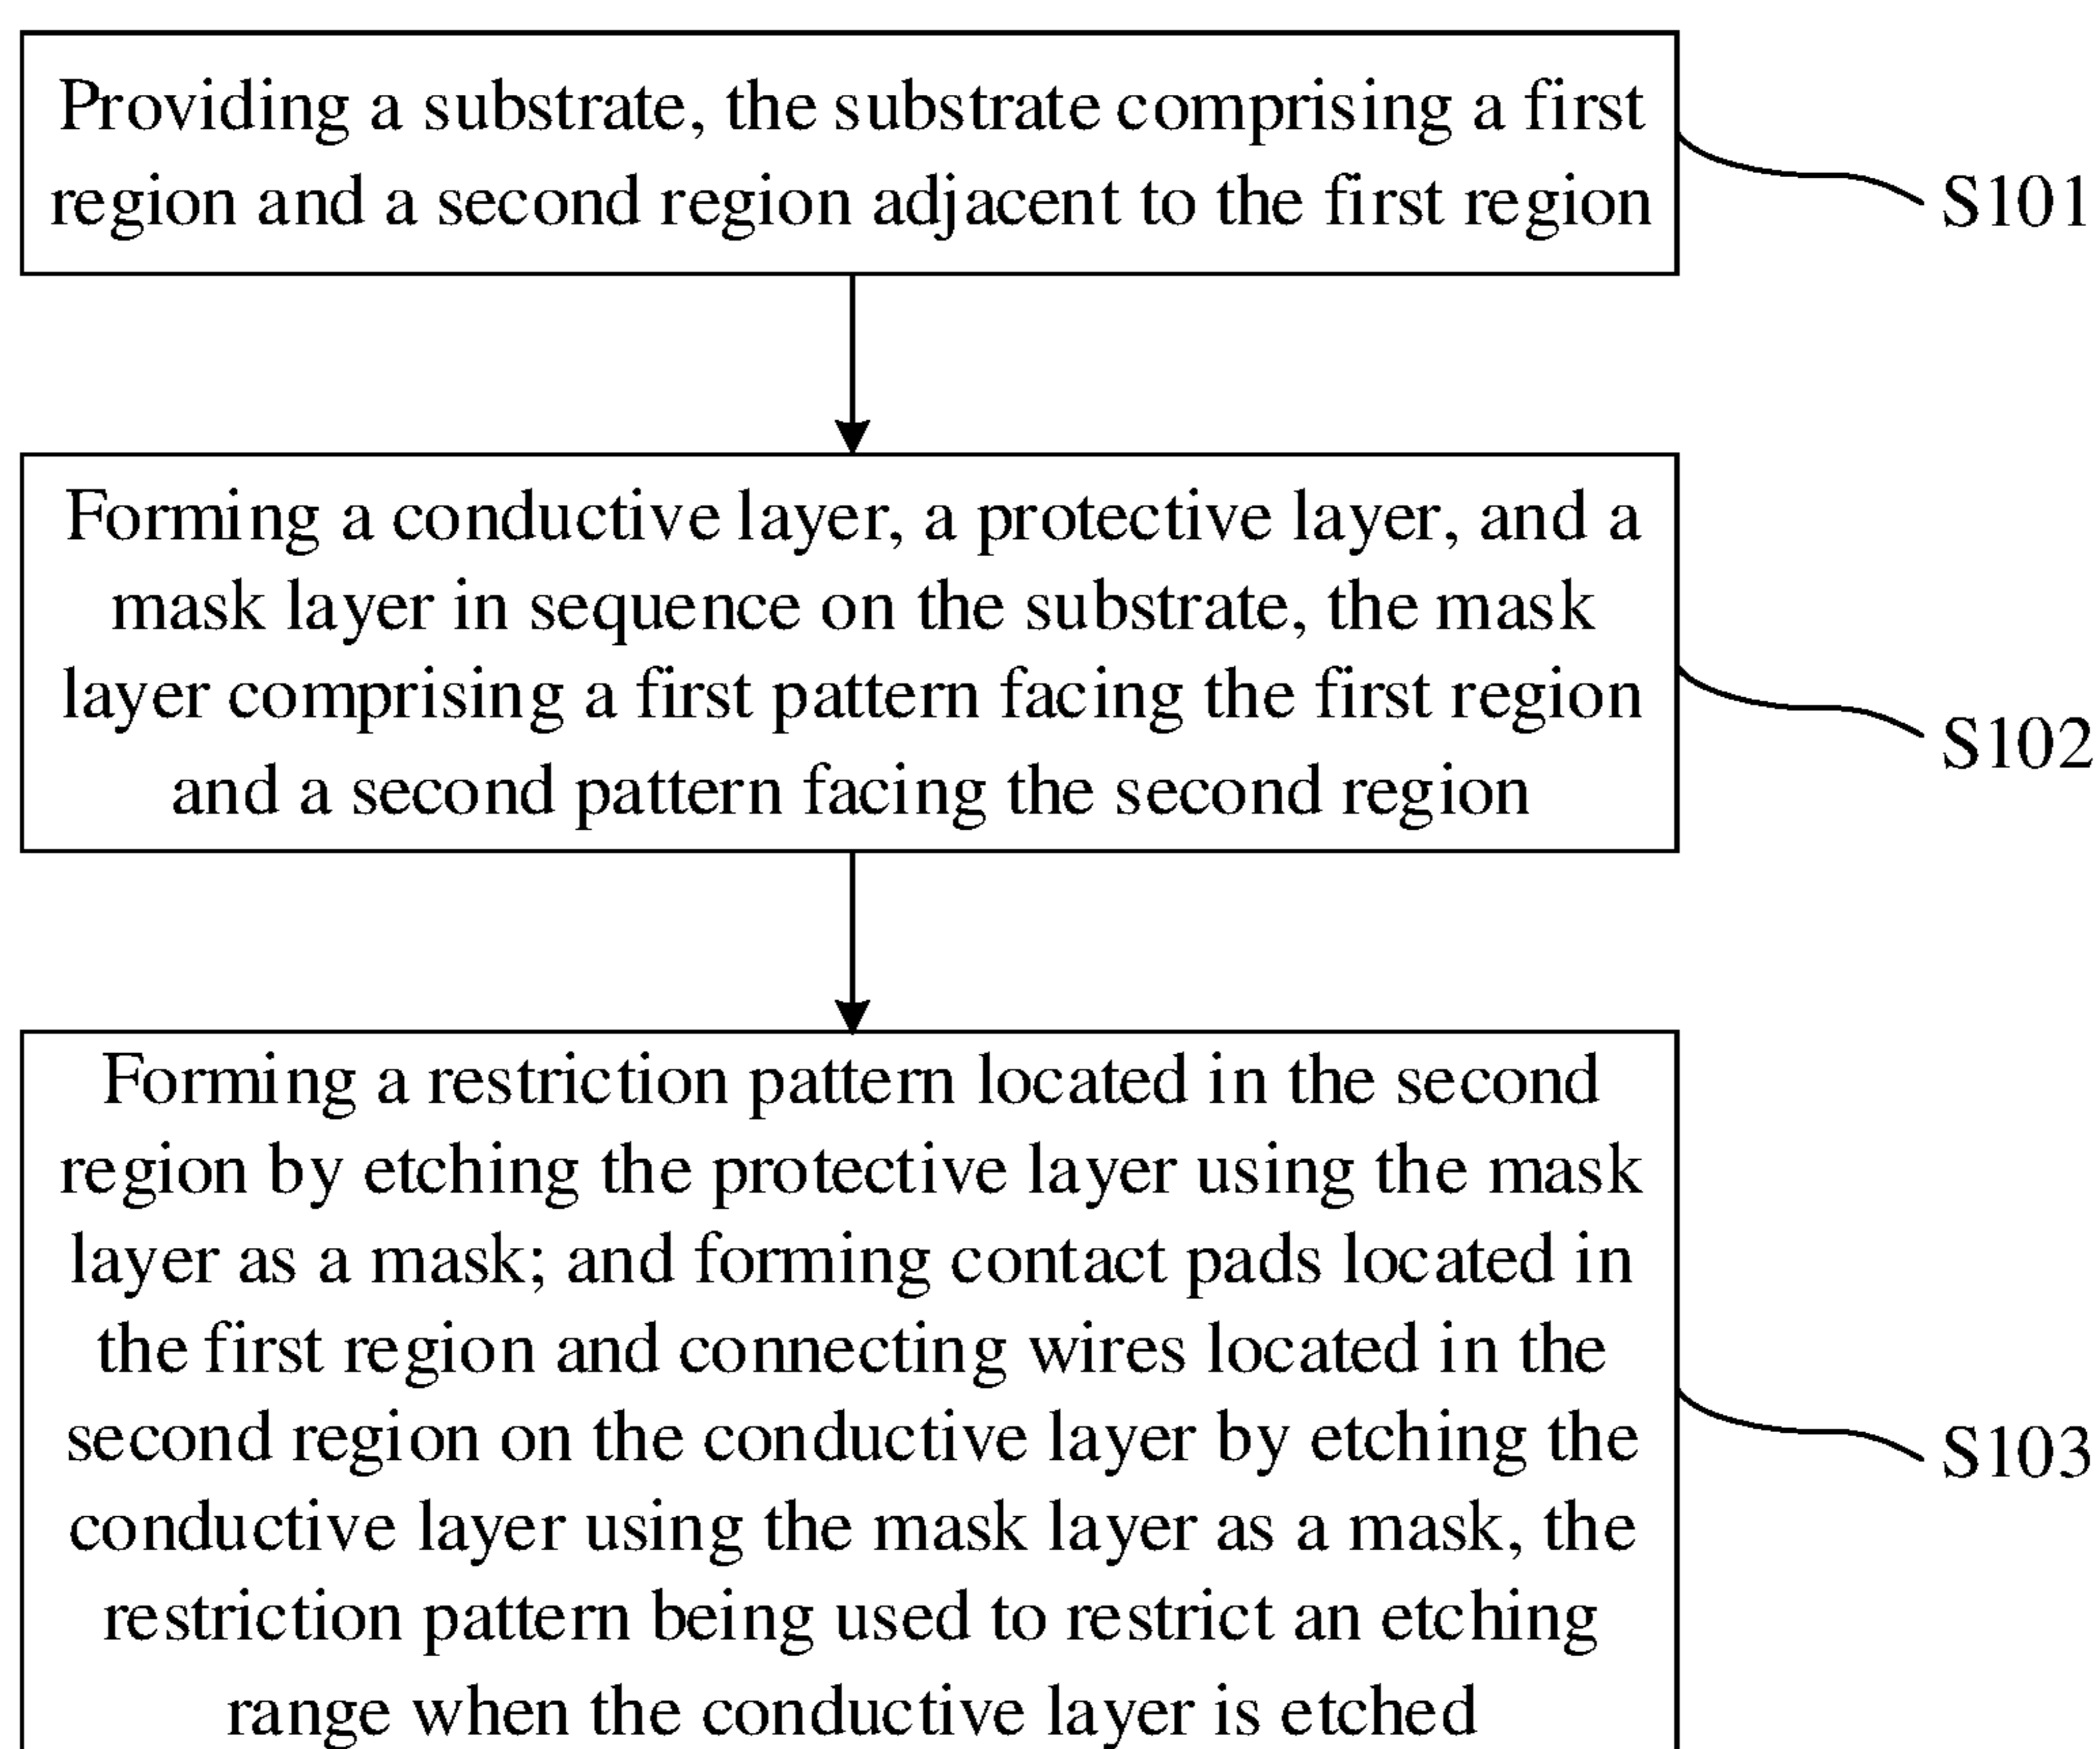 Providing a substrate, the substrate comprising a first
region and a second region adjacent to the first region
S101
Forming a conductive layer, a protective layer, and a
mask layer in sequence on the substrate, the mask
layer comprising a first pattern facing the first region
and a second pattern facing the second region
S102
Forming a restriction pattern located in the second
region by etching the protective layer using the mask
layer as a mask; and forming contact pads located in
the first region and connecting wires located in the
second region on the conductive layer by etching the
conductive layer using the mask layer as a mask, the
restriction pattern being used to restrict an etching
range when the conductive layer is etched
S103